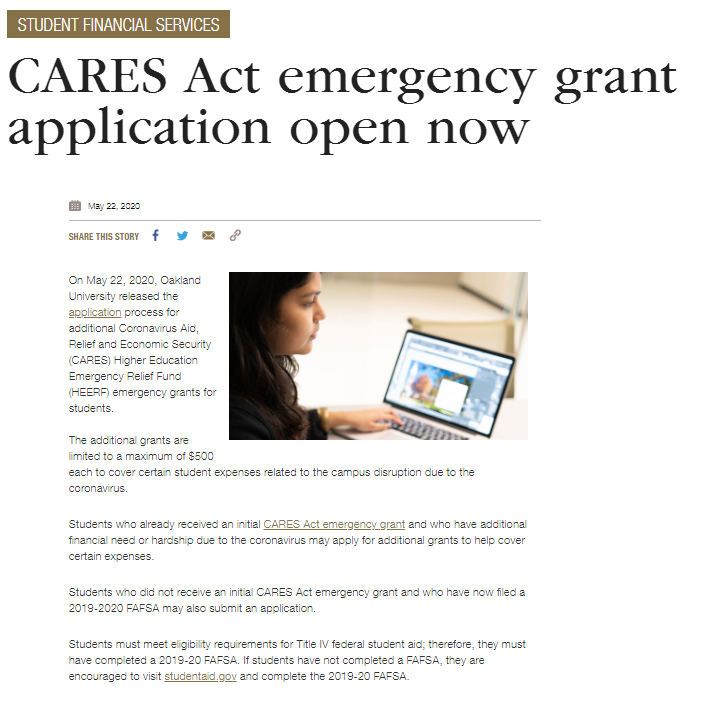 STUDENT FINANCIAL SERVICES
CARES Act emergency grant
application open now
May 22, 2020
SHARE THIS STORY
On May 22, 2020, Oakland
University released the
application process for
additional Coronavirus Aid,
Relief and Economic Security
(CARES) Higher Education
Emergency Relief Fund
(HEERF) emergency grants for
students.
The additional grants are
limited to a maximum of $500
each to cover certain student expenses related to the campus disruption due to the
coronavirus.
Students who already received an initial CARES Act emergency grant and who have additional
financial need or hardship due to the coronavirus may apply for additional grants to help cover
certain expenses.
Students who did not receive an initial CARES Act emergency grant and who have now filed a
2019-2020 FAFSA may also submit an application.
Students must meet eligibility requirements for Title IV federal student aid; therefore, they must
have completed a 2019-20 FAFSA. If students have not completed a FAFSA, they are
encouraged to visit studentaid.gov and complete the 2019-20 FAFSA.